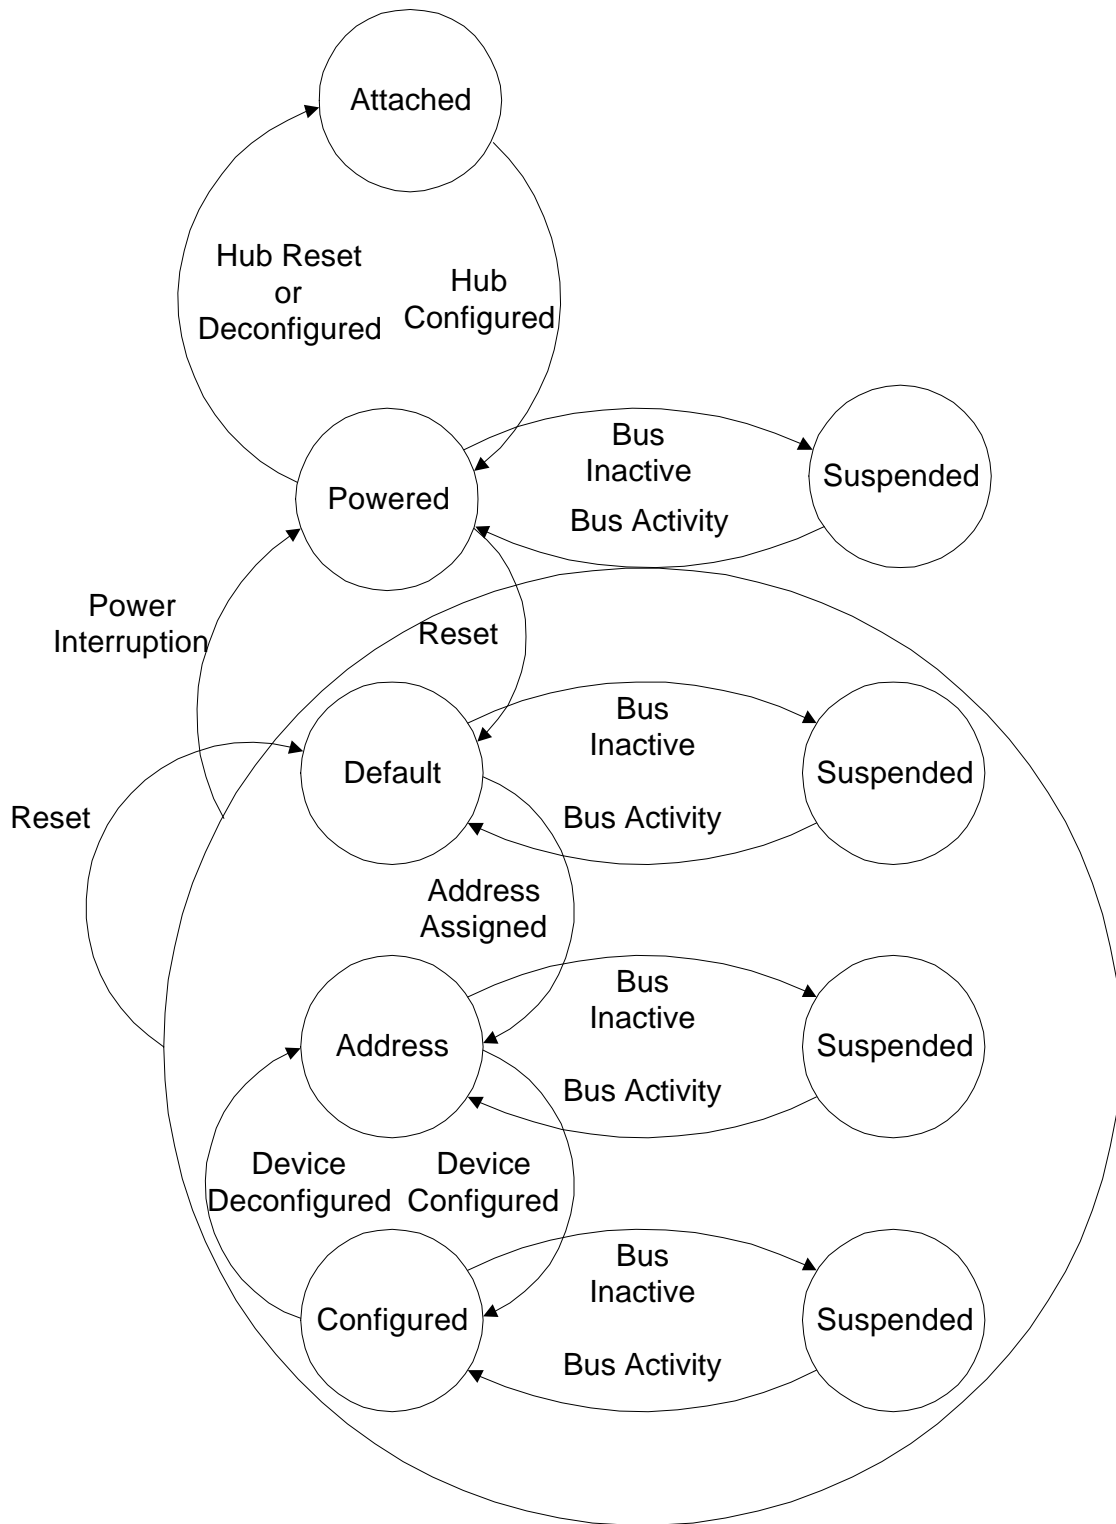 Attached
Hub Reset
or
Deconfigured
Hub
Configured
Powered
Bus
Inactive
Bus Activity
Suspended
Power
Interruption
Reset
Default
Bus
Inactive
Bus Activity
Suspended
Reset
Address
Assigned
Address
Bus
Inactive
Bus Activity
Suspended
Device
Deconfigured
Device
Configured
Configured
Bus
Inactive
Bus Activity
Suspended